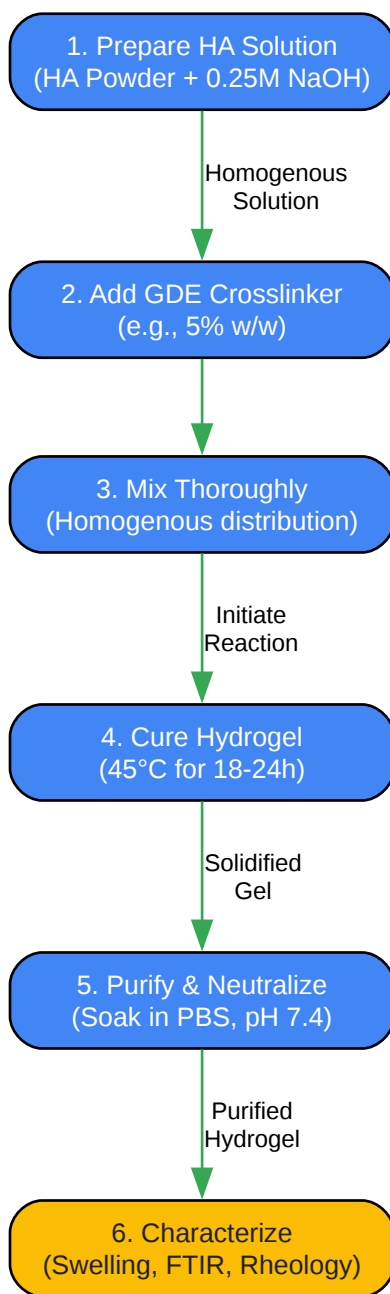 1. Prepare HA Solution
(HA Powder + 0.25M NaOH)
Homogenous
Solution
2. Add GDE Crosslinker
(e.g., 5% w/w)
3. Mix Thoroughly
(Homogenous distribution)
Initiate
Reaction
4. Cure Hydrogel
(45°C for 18-24h)
Solidified
Gel
5. Purify & Neutralize
(Soak in PBS, pH 7.4)
Purified
Hydrogel
6. Characterize
(Swelling, FTIR, Rheology)